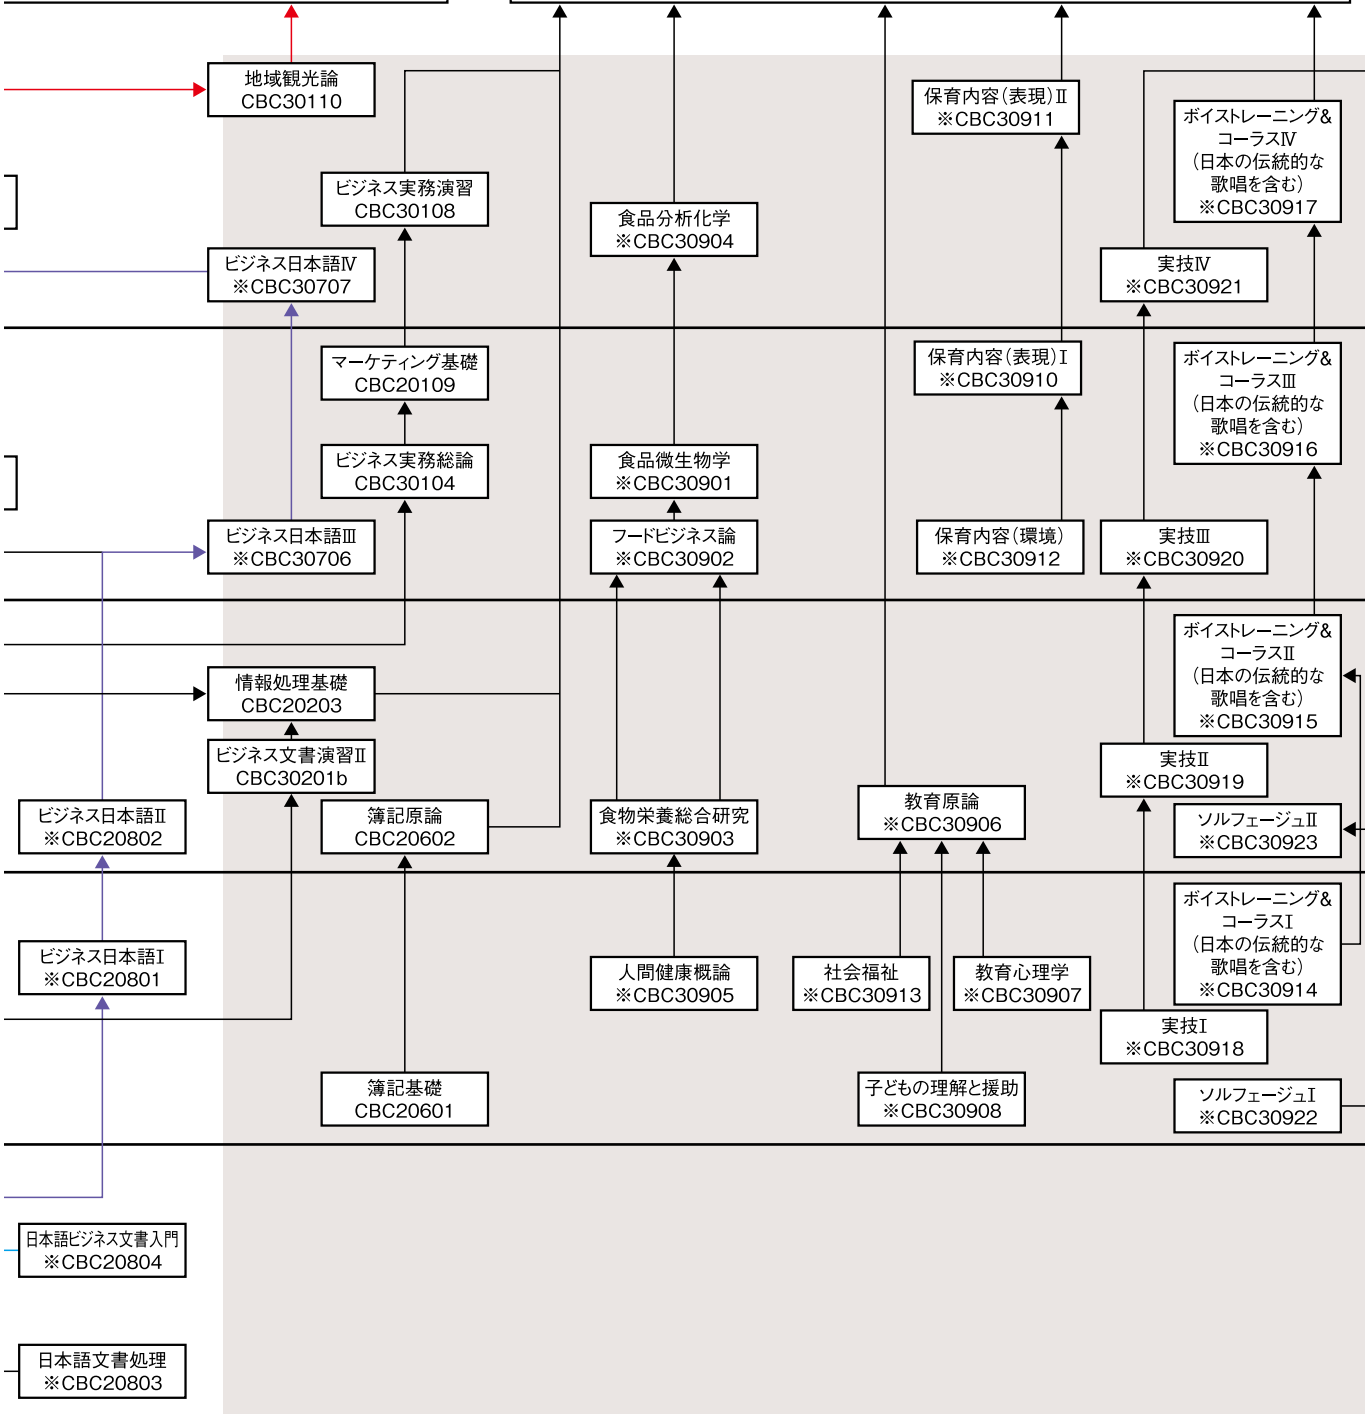 地域観光論
CBC30110
保育内容(表現)Ⅱ
※CBC30911
ボイストレーニング&
コーラスⅣ
(日本の伝統的な
歌唱を含む)
※CBC30917
ビジネス実務演習
CBC30108
食品分析化学
※CBC30904
ビジネス日本語Ⅳ
※CBC30707
実技Ⅳ
※CBC30921
マーケティング基礎
CBC20109
保育内容(表現)Ⅰ
※CBC30910
ボイストレーニング&
コーラスⅢ
(日本の伝統的な
歌唱を含む)
※CBC30916
ビジネス実務総論
CBC30104
食品微生物学
※CBC30901
ビジネス日本語Ⅲ
※CBC30706
フードビジネス論
※CBC30902
保育内容(環境)
※CBC30912
実技Ⅲ
※CBC30920
ボイストレーニング&
コーラスⅡ
(日本の伝統的な
歌唱を含む)
※CBC30915
情報処理基礎
CBC20203
ビジネス文書演習Ⅱ
CBC30201b
実技Ⅱ
※CBC30919
ビジネス日本語Ⅱ
※CBC20802
簿記原論
CBC20602
食物栄養総合研究
※CBC30903
教育原論
※CBC30906
ソルフェージュⅡ
※CBC30923
ボイストレーニング&
コーラスⅠ
(日本の伝統的な
歌唱を含む)
※CBC30914
ビジネス日本語Ⅰ
※CBC20801
人間健康概論
※CBC30905
社会福祉
※CBC30913
教育心理学
※CBC30907
実技Ⅰ
※CBC30918
簿記基礎
CBC20601
子どもの理解と援助
※CBC30908
ソルフェージュⅠ
※CBC30922
日本語ビジネス文書入門
※CBC20804
日本語文書処理
※CBC20803